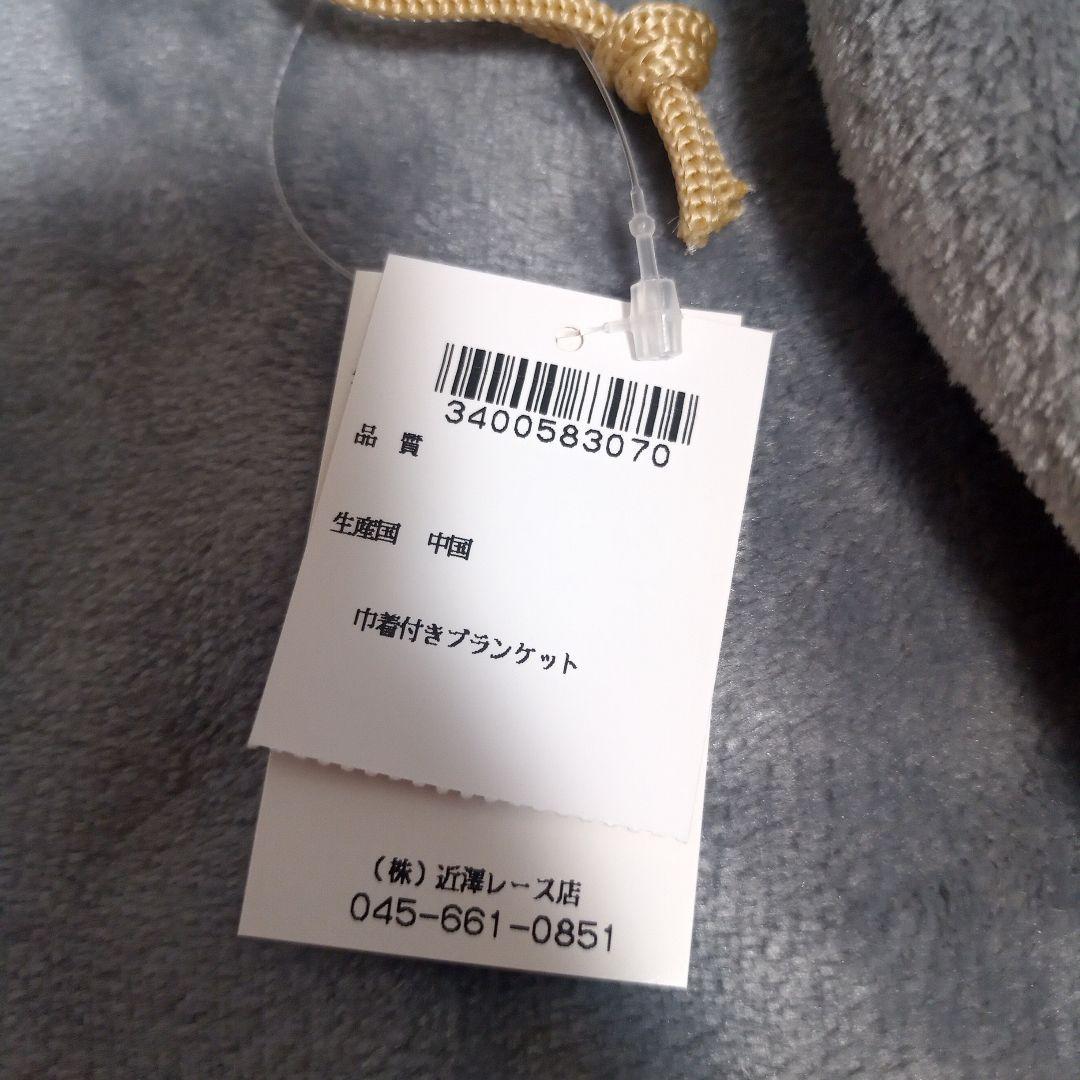 3400583070
品 質
生産国 中国
巾着付きブランケット
（株）近澤レース店
045-661-0851